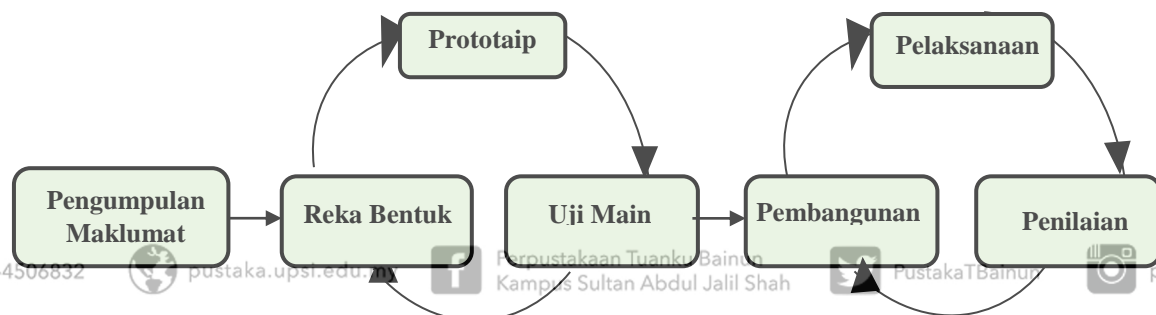 Prototaip
Pelaksanaan
Pengumpulan
Maklumat
Reka Bentuk
Uji Main
Pembangunan
Penilaian
4506832
pustaka.upsi.edu.my
Perpustakaan Tuanku Bainun
Kampus Sultan Abdul Jalil Shah
PustakaTBainun